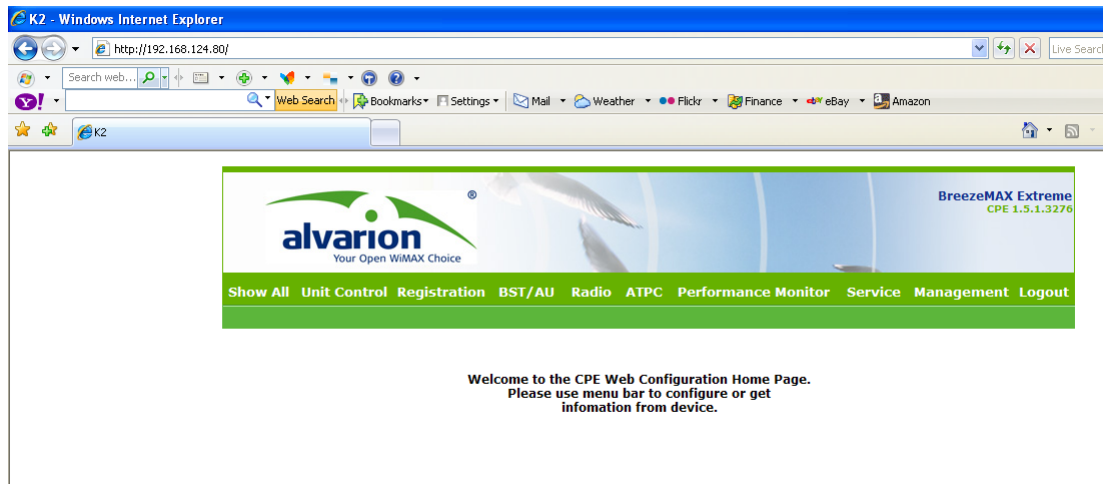 K2 - Windows Internet Explorer
http://192.168.124.80/
Live Search
Search web...
Y! Web Search Bookmarks Settings Mail Weather Flickr Finance eBay Amazon
K2
alvarion ®
Your Open WiMAX Choice
BreezeMAX Extreme
CPE 1.5.1.3276
Show All Unit Control Registration BST/AU Radio ATPC Performance Monitor Service Management Logout
Welcome to the CPE Web Configuration Home Page.
Please use menu bar to configure or get
infomation from device.